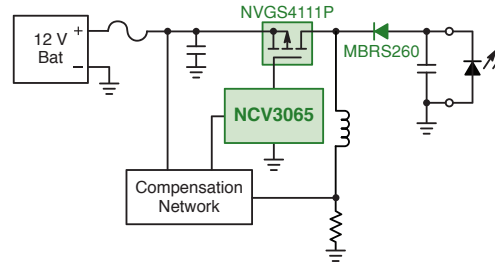 NVGS4111P
12 V
Bat
+
−
MBRS260
NCV3065
Compensation
Network